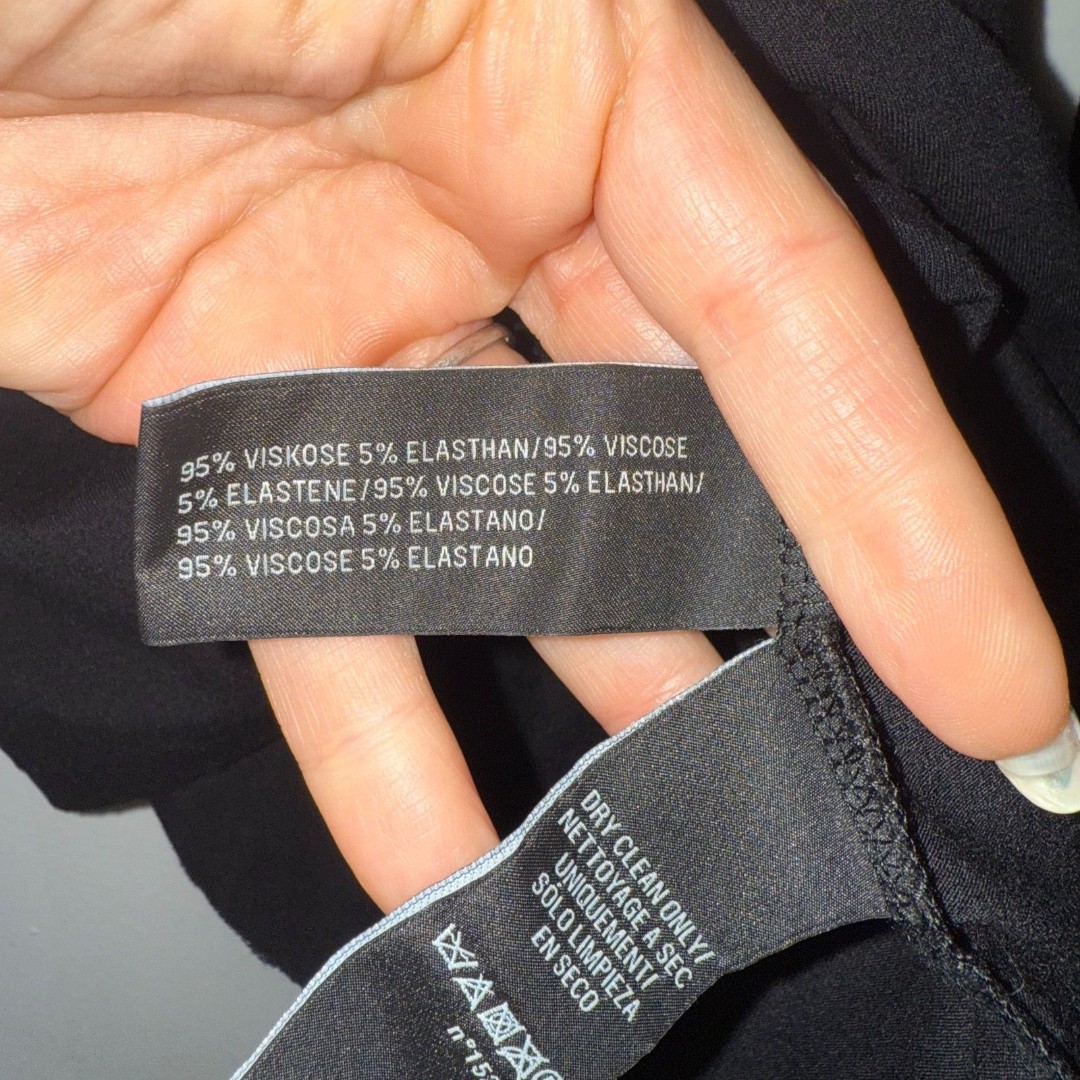 95% VISKOSE 5% ELASTHAN/95% VISCOSE
5% ELASTENE/95% VISCOSE 5% ELASTHAN/
95% VISCOSA 5% ELASTANO/
95% VISCOSE 5% ELASTANO
DRY CLEAN ONLY/
NETTOYAGE A SEC
UNIQUEMENT/
SOLO LIMPIEZA
EN SECO